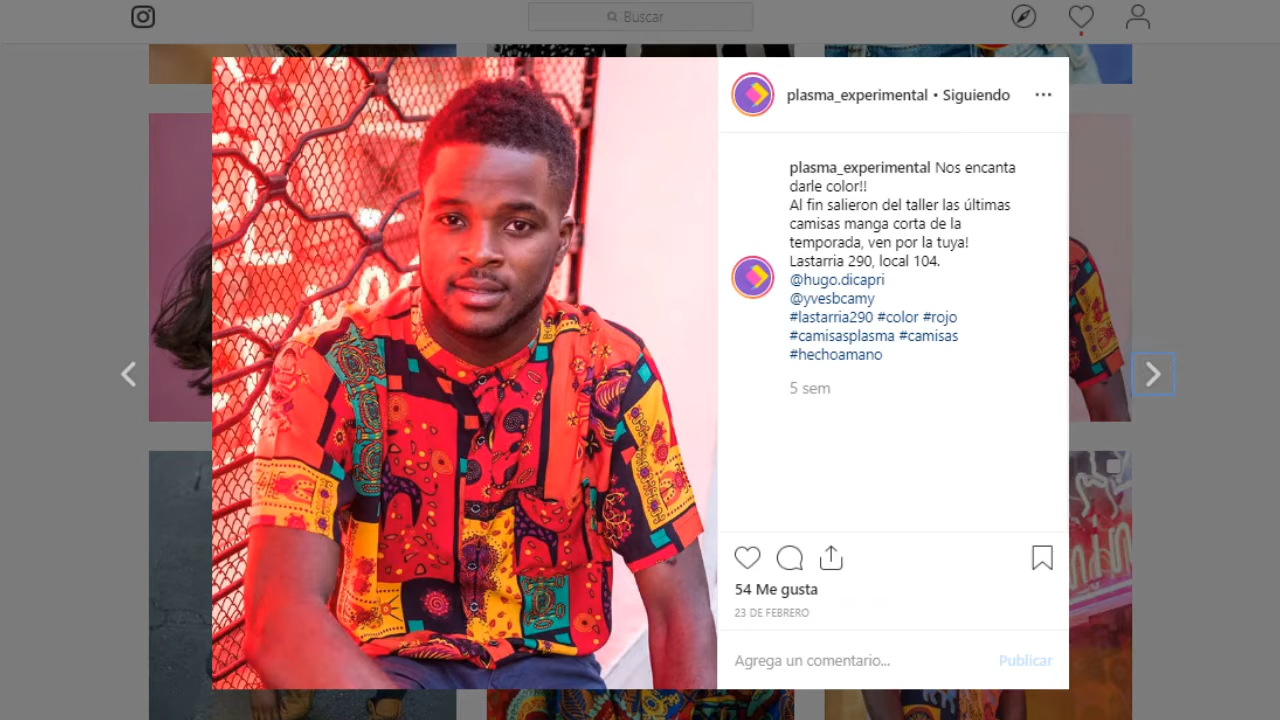 Buscar
plasma_experimental • Siguiendo
plasma_experimental Nos encanta
darle color!!
Al fin salieron del taller las últimas
camisas manga corta de la
temporada, ven por la tuya!
Lastarria 290, local 104.
@hugo.dicapri
@yvesbcamy
#lastarria290 #color #rojo
#camisasplasma #camisas
#hechoamano
5 sem
54 Me gusta
23 DE FEBRERO
Agrega un comentario... Publicar